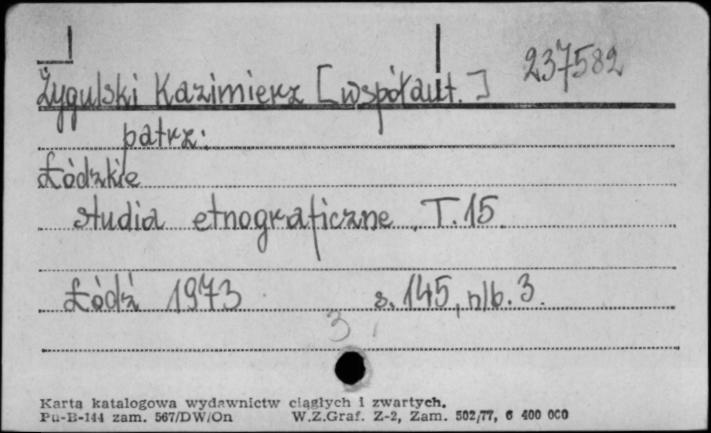 237582
Żygulski Kazimierz [współaut.]
patrz:
Łódzkie
studia etnograficzne. T. 15.
Łódź 1973 s. 145, nlb. 3.
3
Karta katalogowa wydawnictw ciągłych i zwartych.
Pu-B-144 zam. 567/DW/On W.Z.Graf. Z-2, Zam. 502/77, 6 400 000